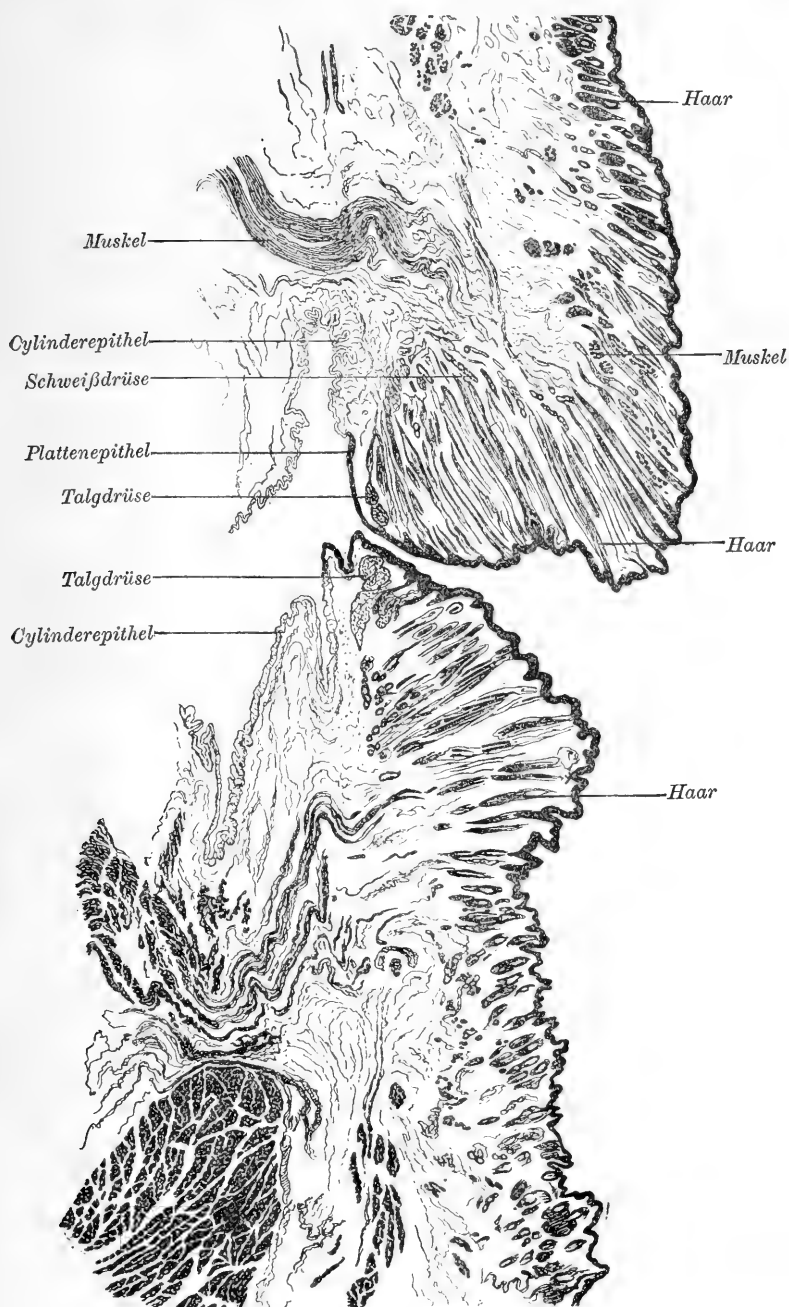 Haar
Muskel
Cylinderepithel
Schweißdrüse
Muskel
Plattenepithel
Talgdrüse
Haar
Talgdrüse
Cylinderepithel
Haar